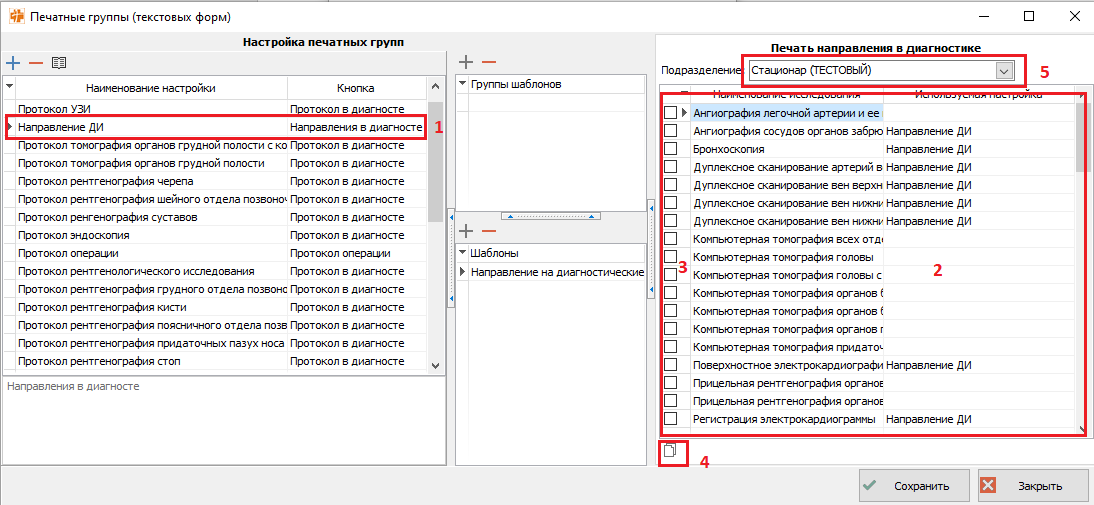 Печатные группы (текстовых форм)
Настройка печатных групп
Наименование настройки Кнопка
Протокол УЗИ Протокол в диагносте
Направление ДИ Направления в диагносте 1
Протокол томография органов грудной полости с ко Протокол в диагносте
Протокол томография органов грудной полости Протокол в диагносте
Протокол рентгенография черепа Протокол в диагносте
Протокол рентгенография шейного отдела позвоноч Протокол в диагносте
Протокол ренгенография суставов Протокол в диагносте
Протокол эндоскопия Протокол в диагносте
Протокол операции Протокол операции
Протокол рентгенологического исследования Протокол в диагносте
Протокол рентгенография грудного отдела позвоно Протокол в диагносте
Протокол рентгенография кисти Протокол в диагносте
Протокол рентгенография поясничного отдела позв Протокол в диагносте
Протокол рентгенография придаточных пазух носа Протокол в диагносте
Протокол рентгенография стоп Протокол в диагносте
Направления в диагносте
Группы шаблонов
Шаблоны
Направление на диагностические
Печать направления в диагностике
Подразделение Стационар (ТЕСТОВЫЙ) 5
Наименование исследования Используемая настройка
Ангиография легочной артерии и ее
Ангиография сосудов органов забрю Направление ДИ
Бронхоскопия Направление ДИ
Дуплексное сканирование артерий в Направление ДИ
Дуплексное сканирование вен верхн Направление ДИ
Дуплексное сканирование вен нижни Направление ДИ
Дуплексное сканирование вен нижни Направление ДИ
Компьютерная томография всех отд
Компьютерная томография головы
3 2
Компьютерная томография головы с
Компьютерная томография органов б
Компьютерная томография органов б
Компьютерная томография органов г
Компьютерная томография придаточ
Поверхностное электрокардиографи Направление ДИ
Прицельная рентгенография органов
Прицельная рентгенография органов
Регистрация электрокардиограммы Направление ДИ
4
Сохранить Закрыть